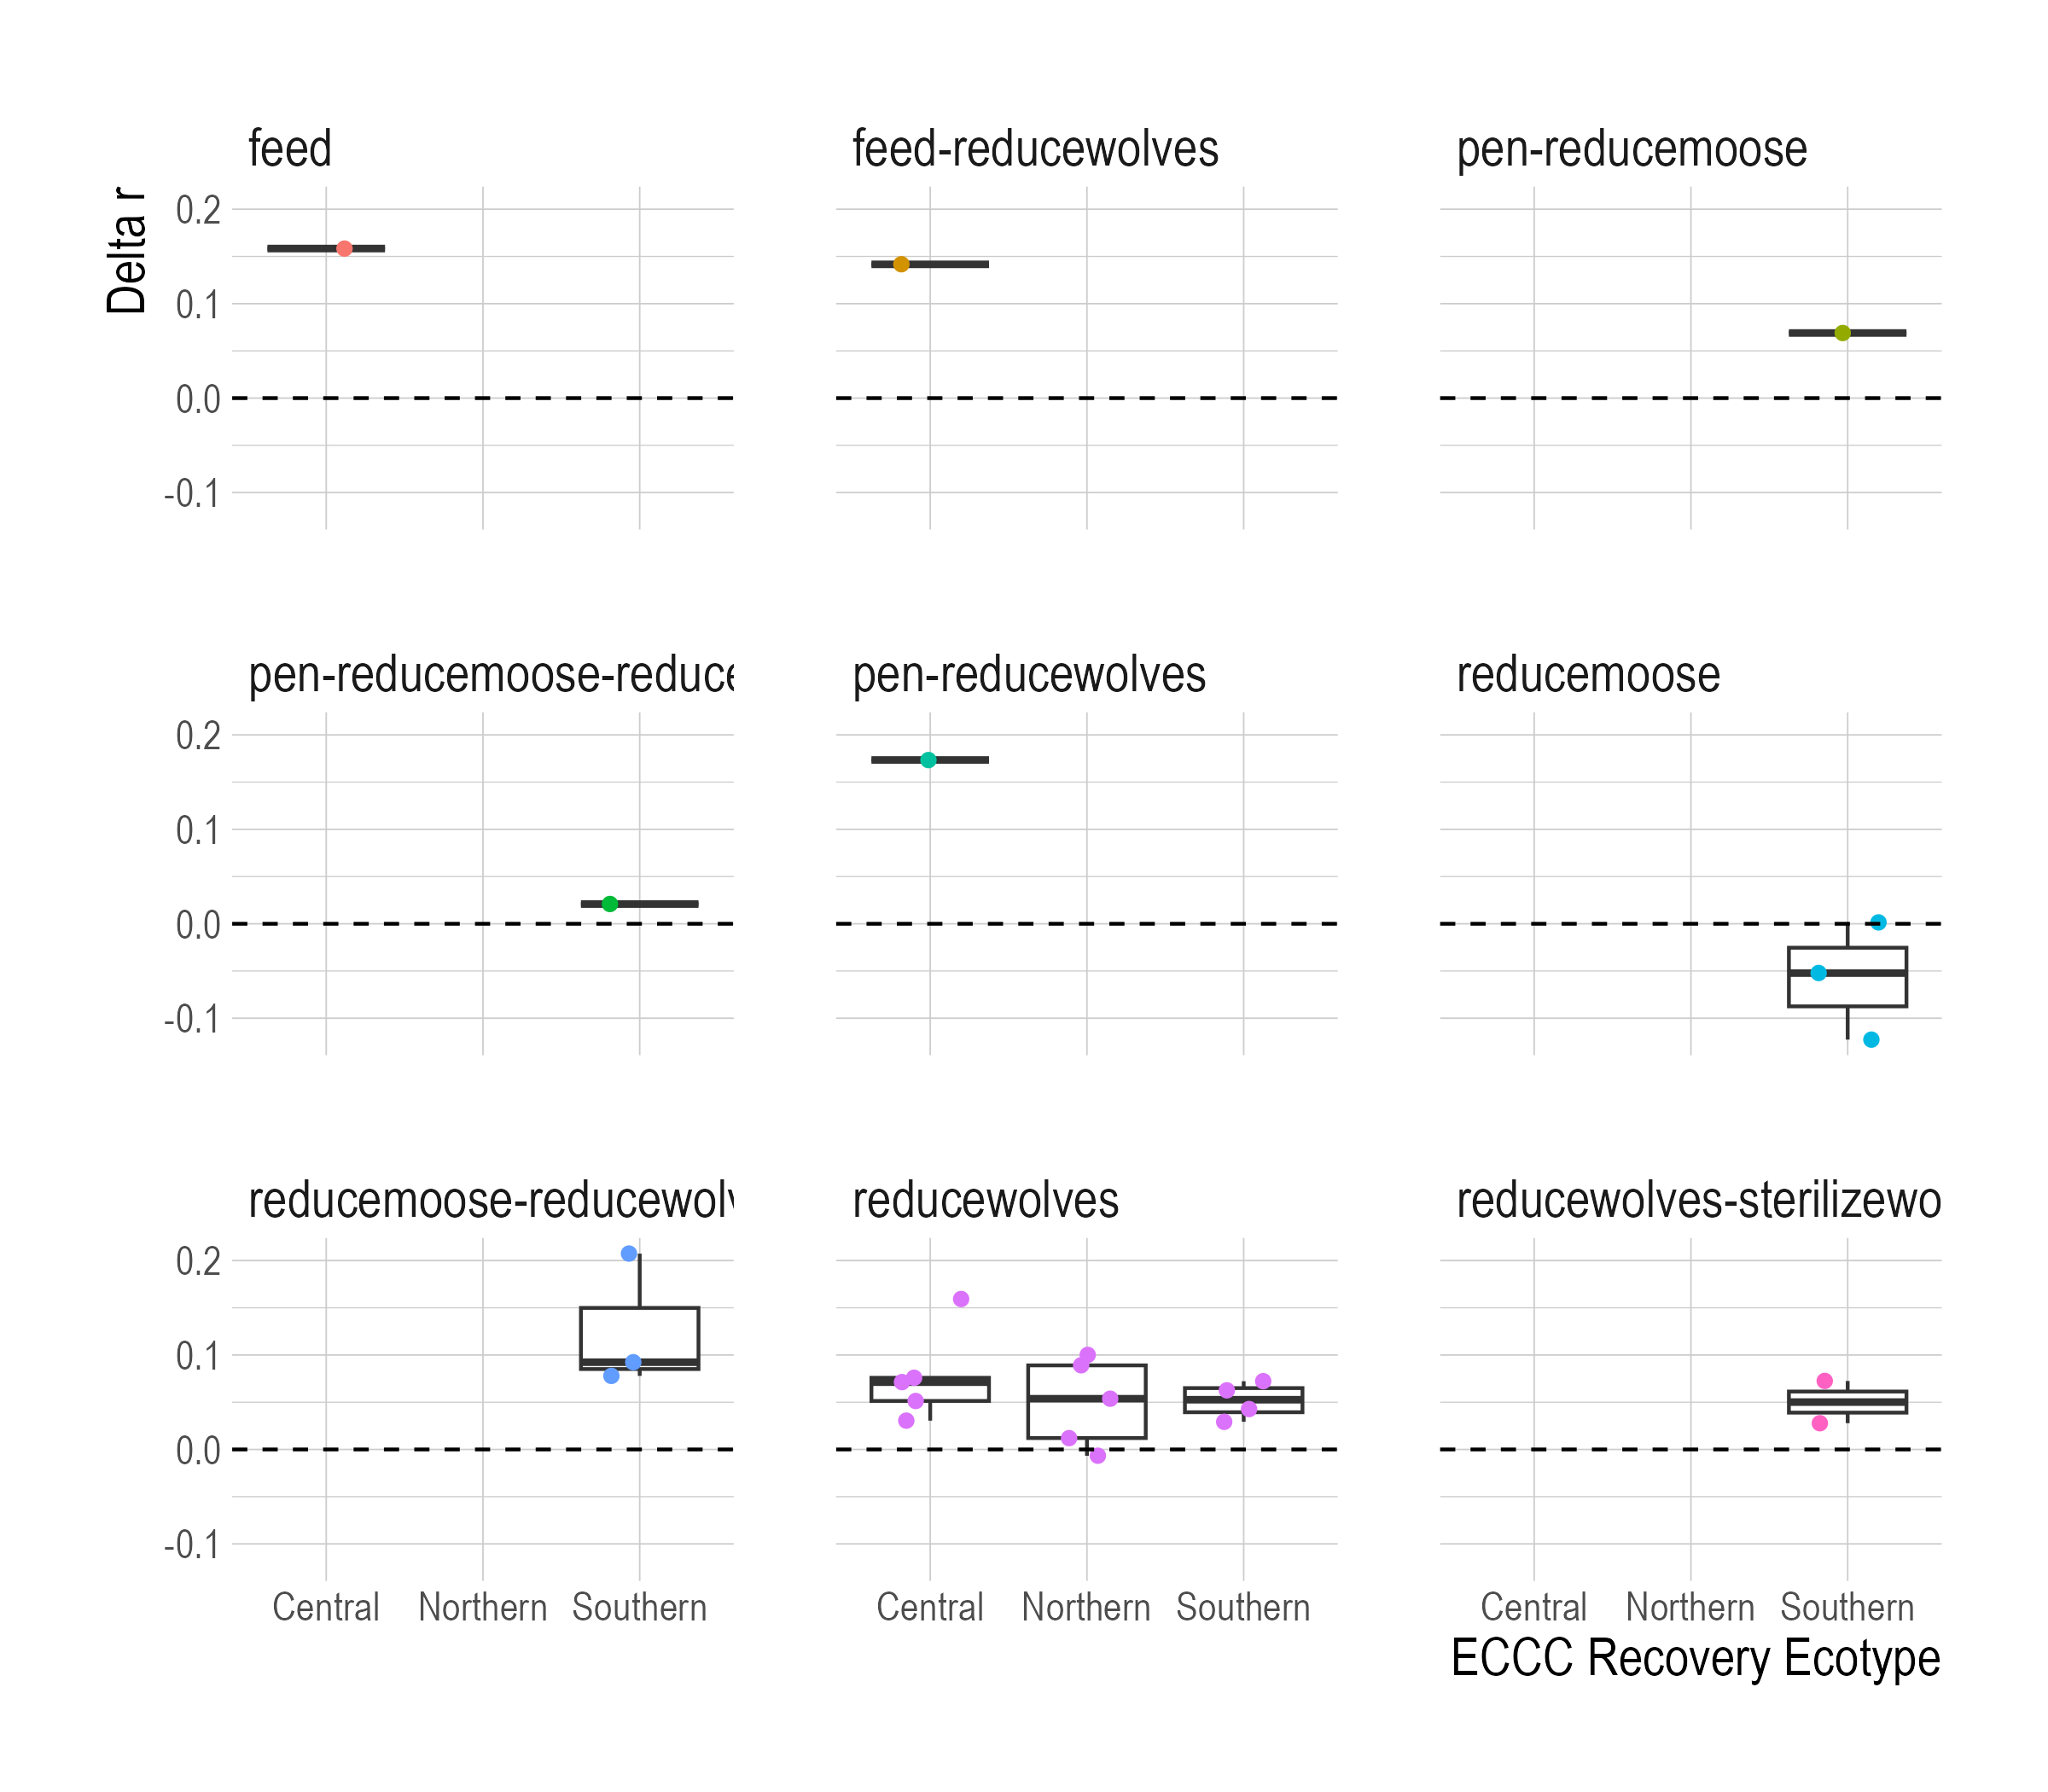 feed
feed-reducewolves
pen-reducemoose
Delta r
0.2
0.1
0.0
-0.1
pen-reducemoose-reduce
pen-reducewolves
reducemoose
0.2
0.1
0.0
-0.1
reducemoose-reducewolv
reducewolves
reducewolves-sterilizewo
0.2
0.1
0.0
-0.1
Central Northern Southern
Central Northern Southern
Central Northern Southern
ECCC Recovery Ecotype